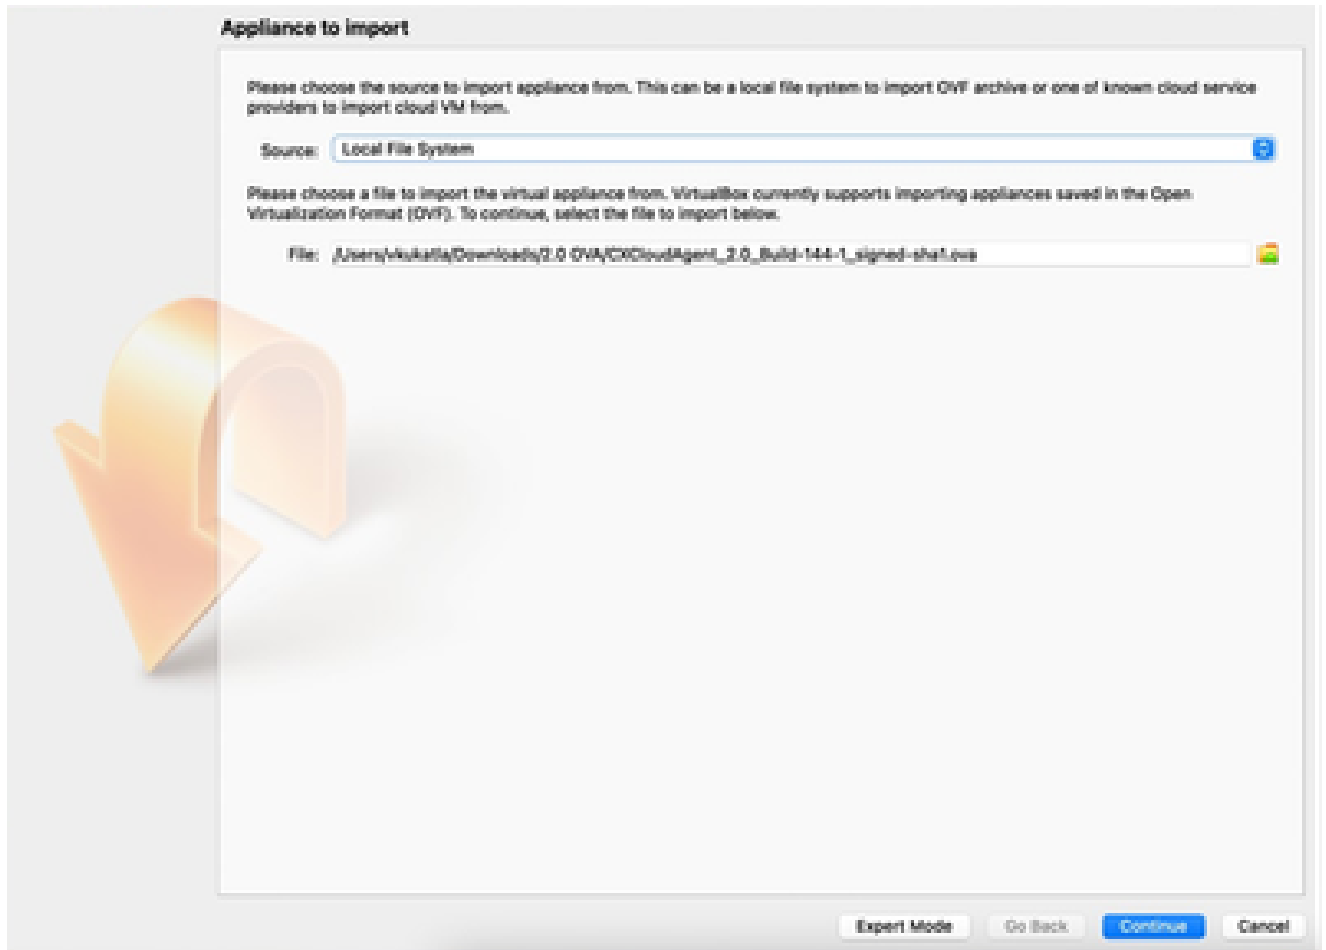 Appliance to import
Please choose the source to import appliance from. This can be a local file system to import OVF archive or one of known cloud service
providers to import cloud VM from.
Source: Local File System
Please choose a file to import the virtual appliance from. VirtualBox currently supports importing appliances saved in the Open
Virtualization Format (OVF). To continue, select the file to import below.
File: /Users/vkukatla/Downloads/2.0 OVA/CXCloudAgent_2.0_Build-144-1_signed-sha1.ova
Expert Mode Go Back Continue Cancel